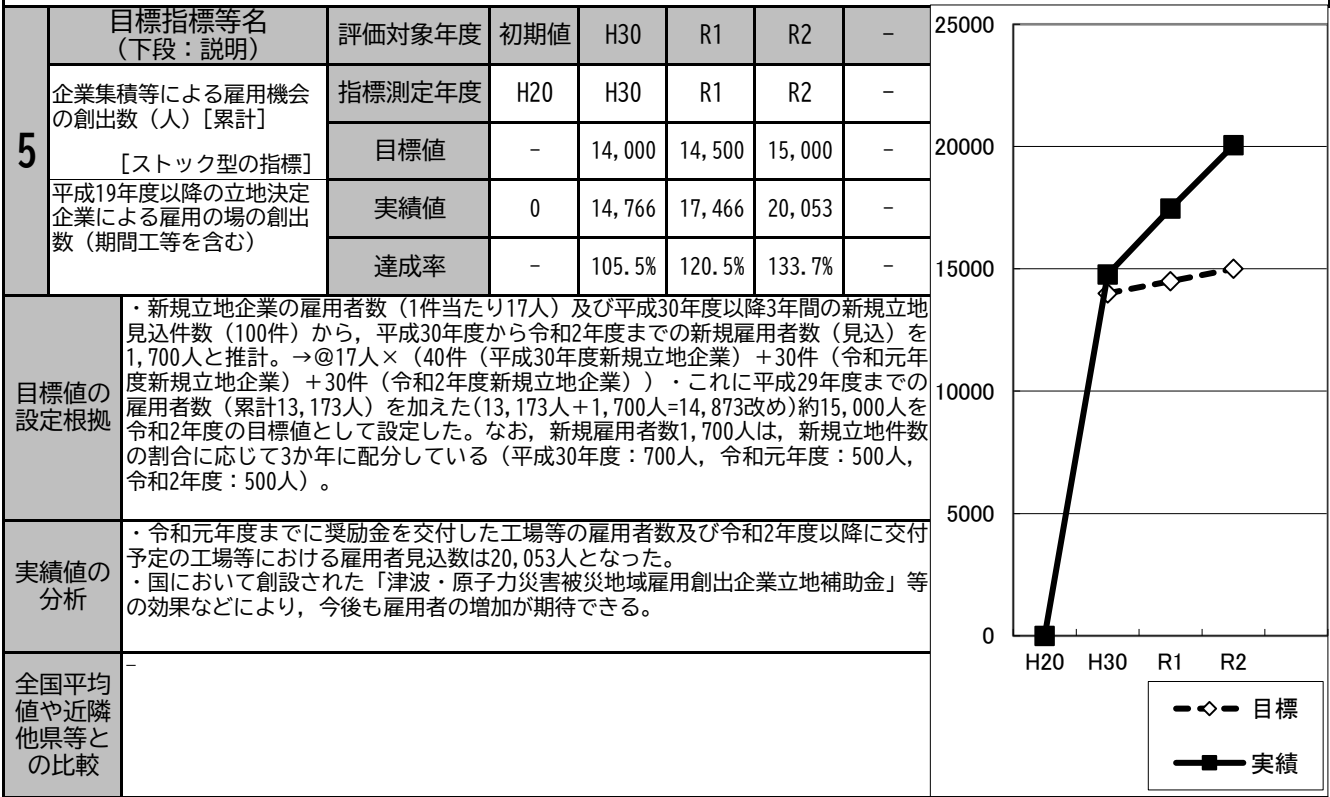 5
目標指標等名
（下段：説明）
評価対象年度 初期値 H30 R1 R2 -
企業集積等による雇用機会
の創出数（人）[累計]
[ストック型の指標]
指標測定年度 H20 H30 R1 R2 -
目標値 - 14,000 14,500 15,000 -
平成19年度以降の立地決定
企業による雇用の場の創出
数（期間工等を含む）
実績値 0 14,766 17,466 20,053 -
達成率 - 105.5% 120.5% 133.7% -
目標値の
設定根拠
・新規立地企業の雇用者数（1件当たり17人）及び平成30年度以降3年間の新規立地
見込件数（100件）から，平成30年度から令和2年度までの新規雇用者数（見込）を
1,700人と推計。→@17人×（40件（平成30年度新規立地企業）＋30件（令和元年
度新規立地企業）＋30件（令和2年度新規立地企業））・これに平成29年度までの
雇用者数（累計13,173人）を加えた(13,173人＋1,700人=14,873改め)約15,000人を
令和2年度の目標値として設定した。なお，新規雇用者数1,700人は，新規立地件数
の割合に応じて3か年に配分している（平成30年度：700人，令和元年度：500人，
令和2年度：500人）。
実績値の
分析
・令和元年度までに奨励金を交付した工場等の雇用者数及び令和2年度以降に交付
予定の工場等における雇用者見込数は20,053人となった。
・国において創設された「津波・原子力災害被災地域雇用創出企業立地補助金」等
の効果などにより，今後も雇用者の増加が期待できる。
全国平均
値や近隣
他県等と
の比較
-
25000
20000
15000
10000
5000
0
H20 H30 R1 R2
目標
実績